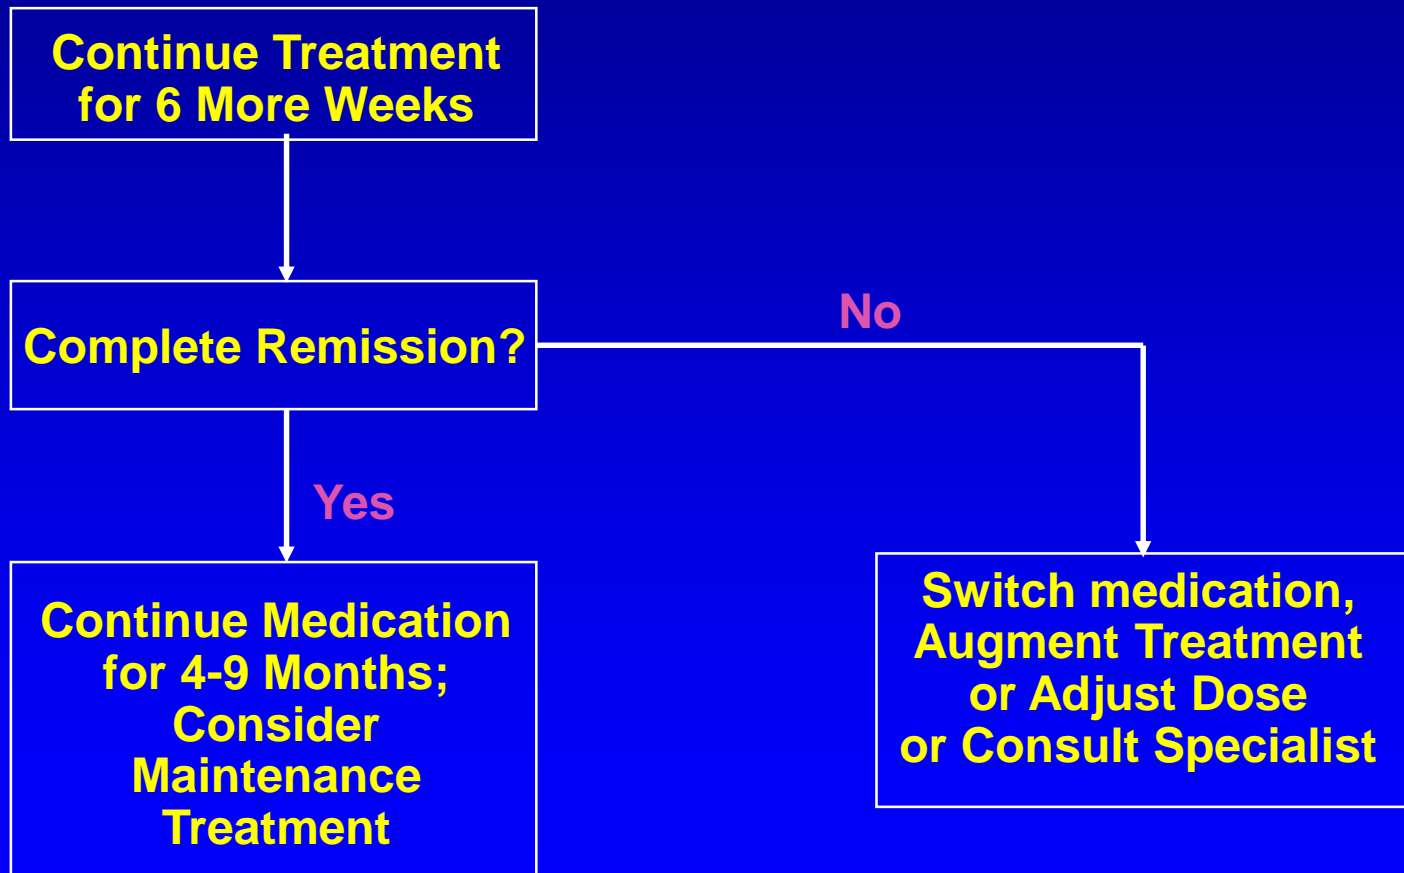 Continue Treatment
for 6 More Weeks
Complete Remission?
No
Yes
Continue Medication
for 4-9 Months;
Consider
Maintenance
Treatment
Switch medication,
Augment Treatment
or Adjust Dose
or Consult Specialist